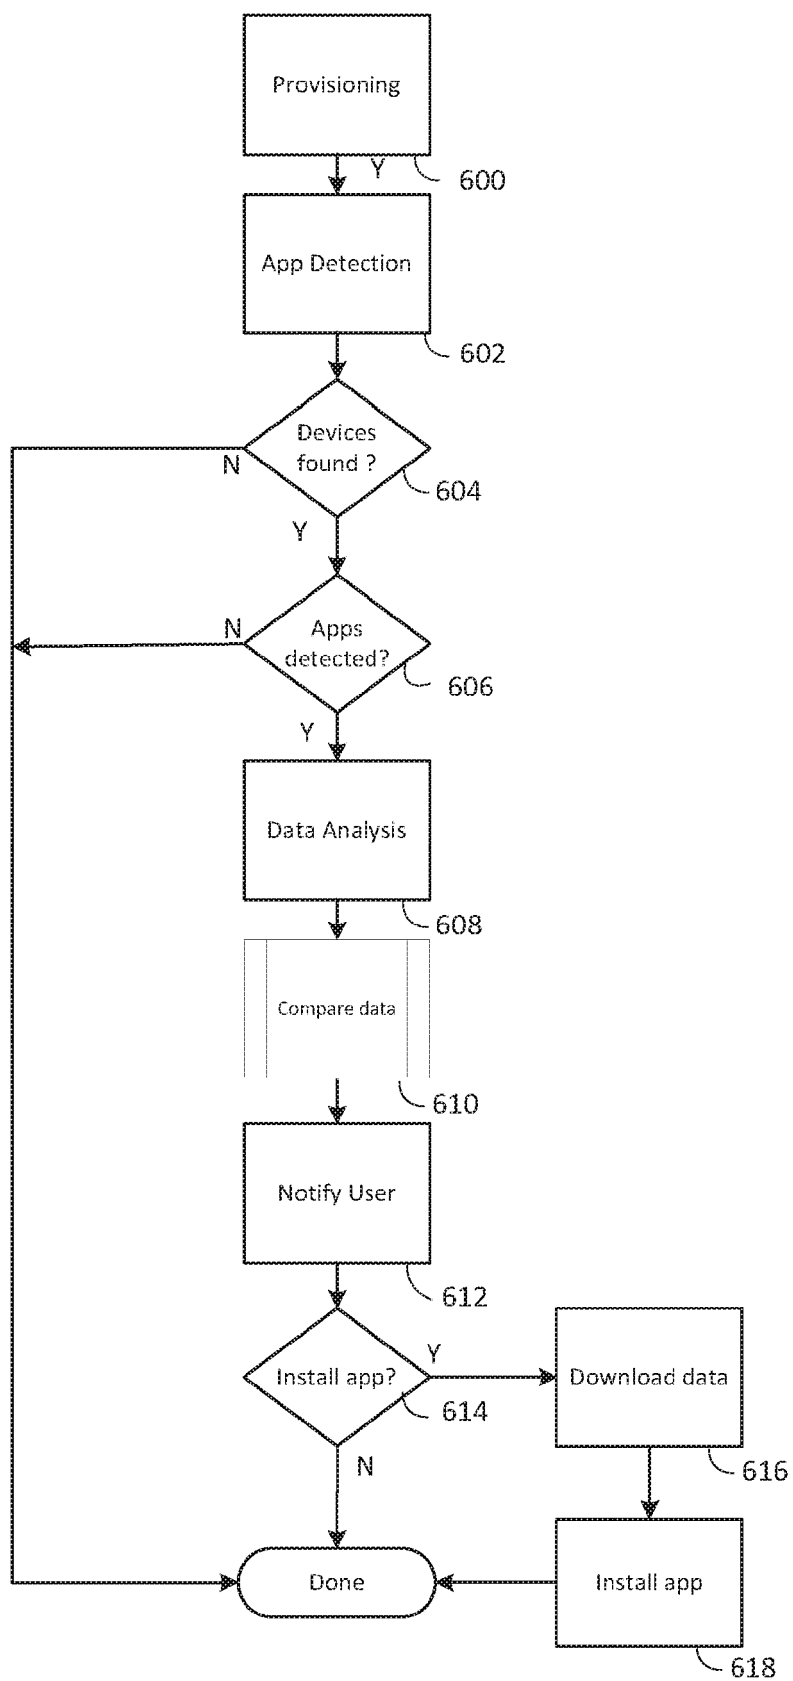 Provisioning
Y
600
App Detection
602
Devices
found ?
N
604
Y
Apps
detected?
N
606
Y
Data Analysis
608
Compare data
610
Notify User
612
Install app?
Y
614
N
Download data
616
Install app
618
Done